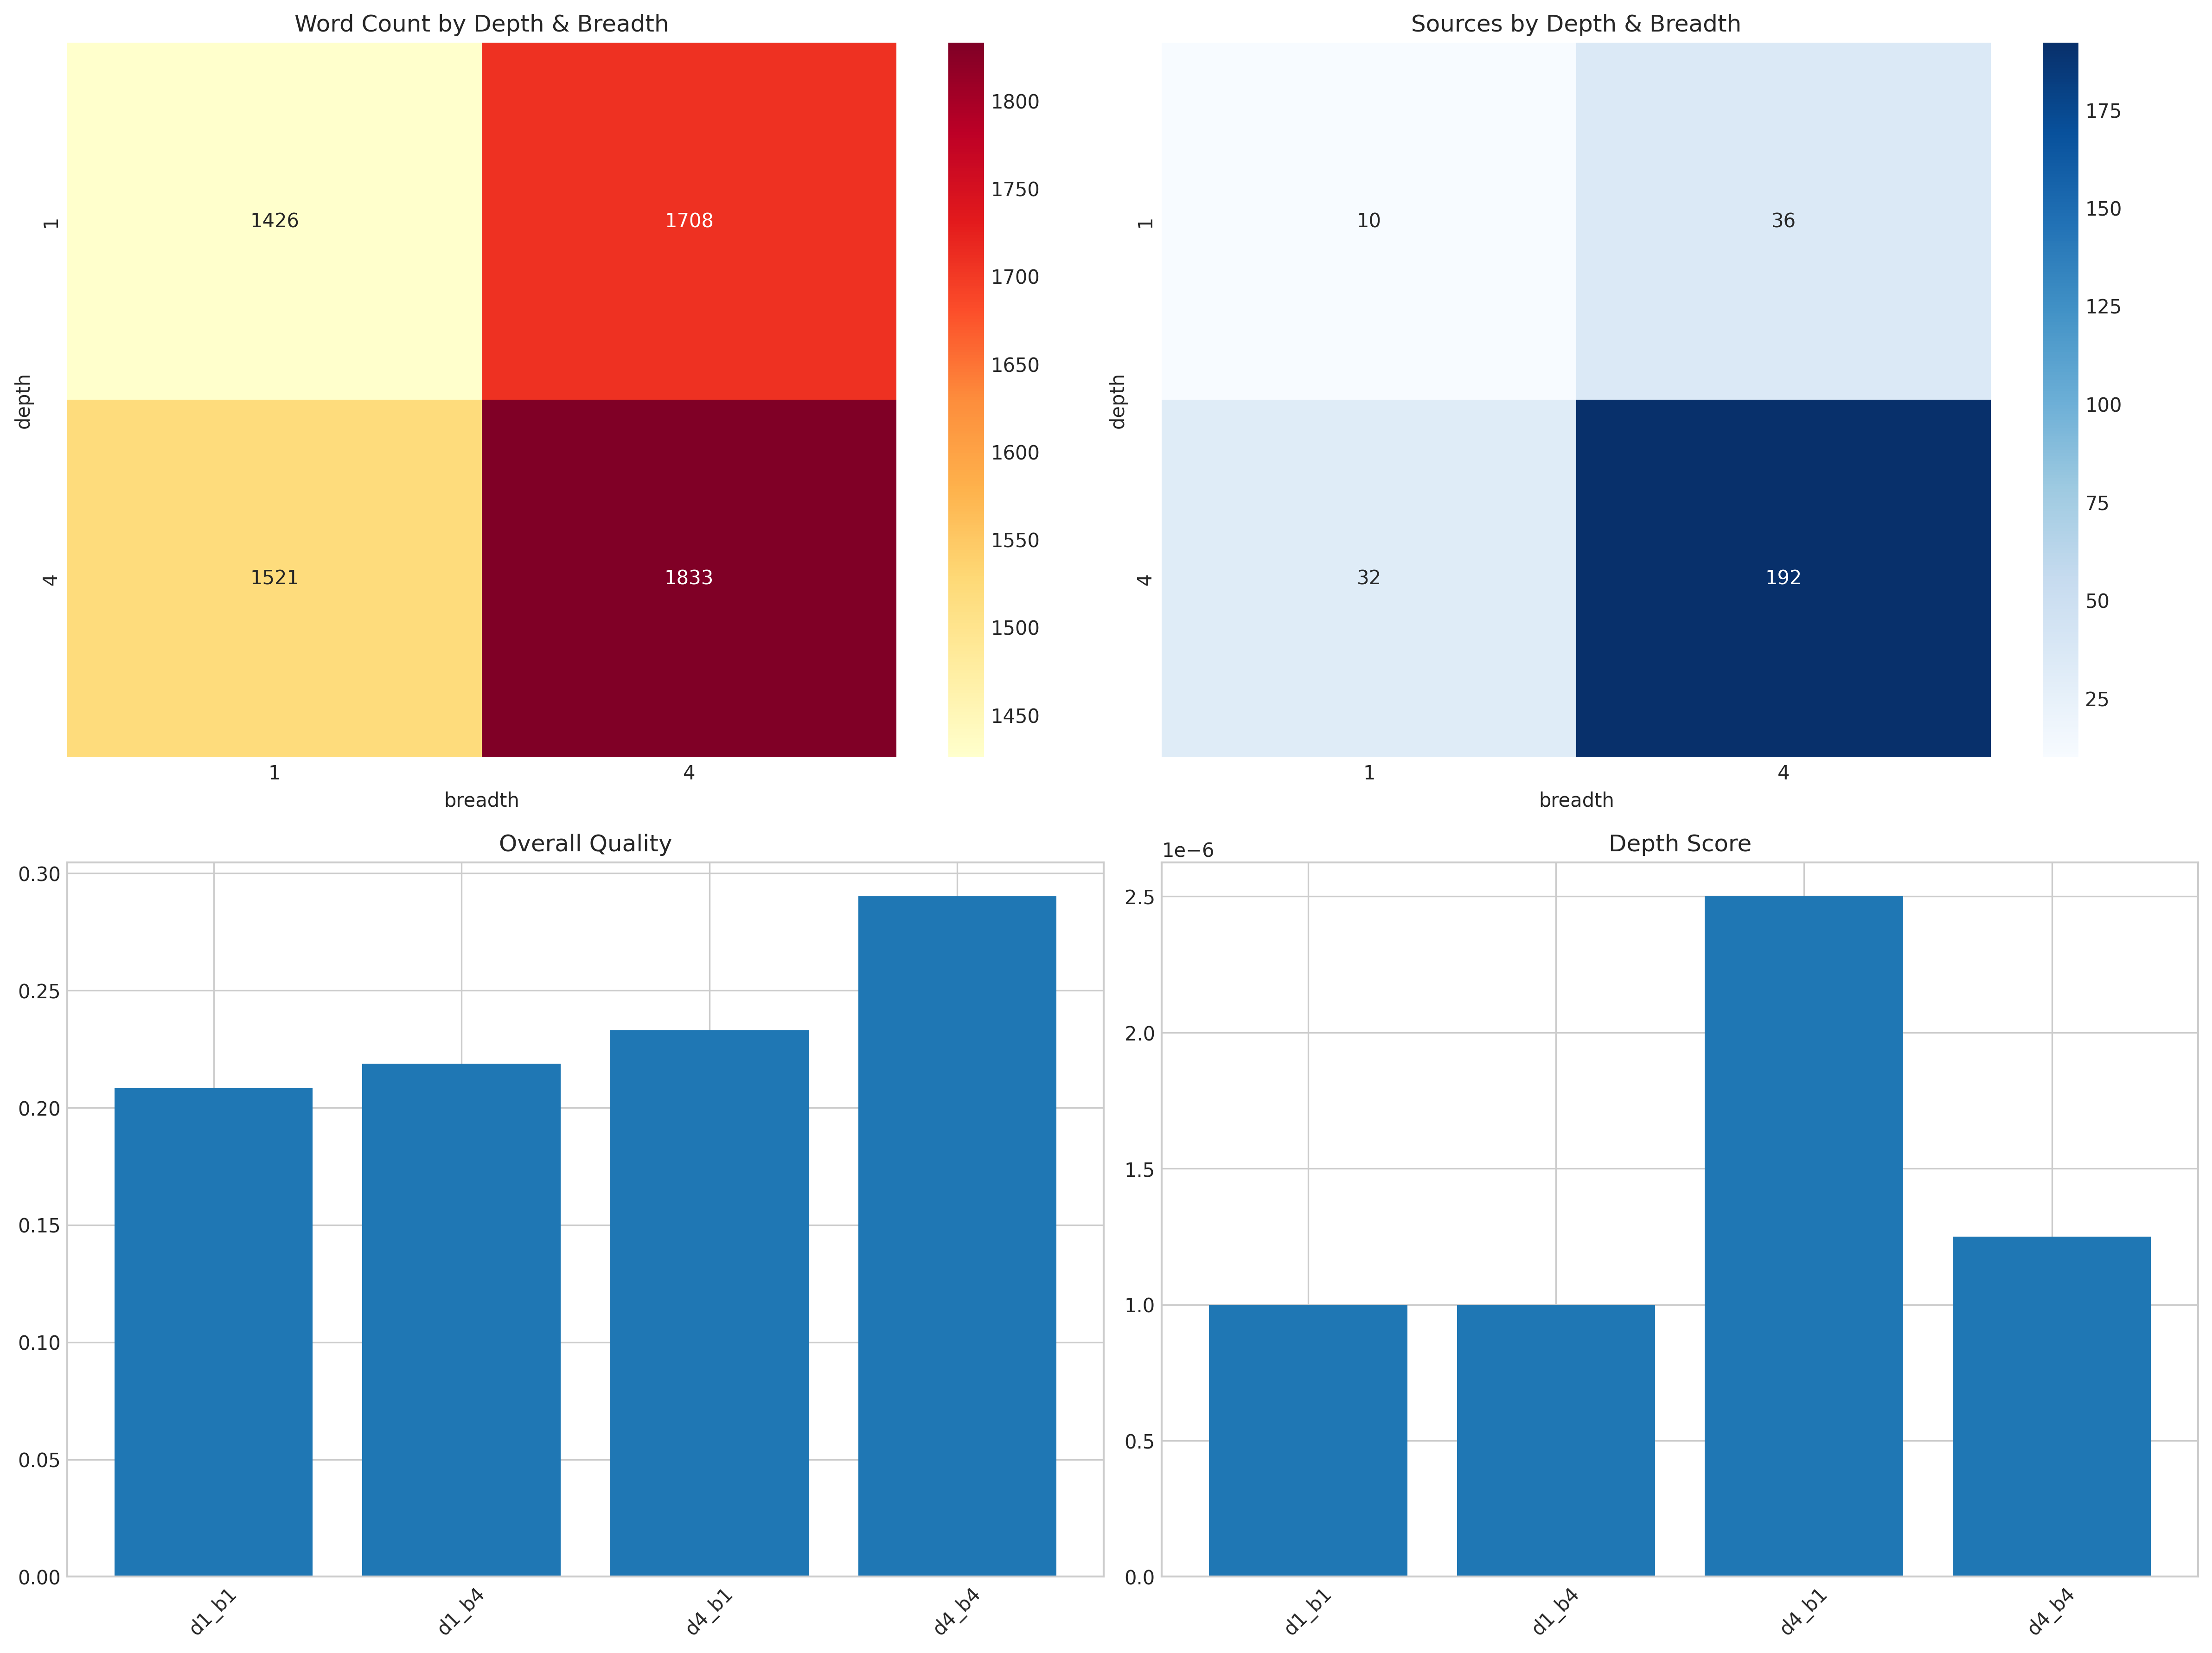 Word Count by Depth & Breadth
1800
1750
1700
1650
1600
1550
1500
1450
1426
1708
1521
1833
1
4
depth
1
4
breadth
Sources by Depth & Breadth
175
150
125
100
75
50
25
10
36
32
192
1
4
depth
1
4
breadth
Overall Quality
0.30
0.25
0.20
0.15
0.10
0.05
0.00
d1_b1
d1_b4
d4_b1
d4_b4
Depth Score
1e−6
2.5
2.0
1.5
1.0
0.5
0.0
d1_b1
d1_b4
d4_b1
d4_b4